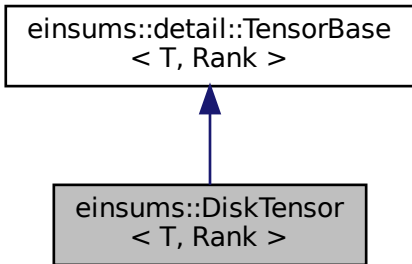 einsums::detail::TensorBase
< T, Rank >
einsums::DiskTensor
< T, Rank >